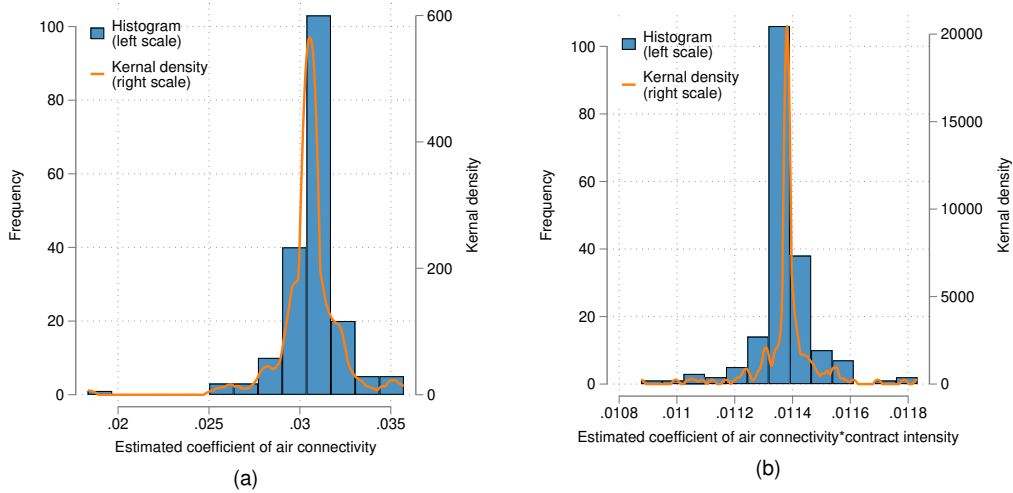 Histogram
(left scale)
Kernal density
(right scale)
Frequency
0
20
40
60
80
100
Kernal density
0
200
400
600
.02
.025
.03
.035
Estimated coefficient of air connectivity
(a)
Histogram
(left scale)
Kernal density
(right scale)
Frequency
0
20
40
60
80
100
Kernal density
0
5000
10000
15000
20000
.0108
.011
.0112
.0114
.0116
.0118
Estimated coefficient of air connectivity*contract intensity
(b)